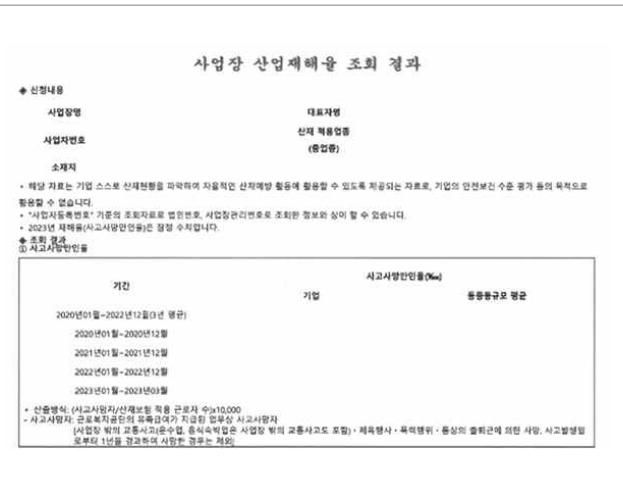 사업장 산업재해율 조회 결과
◈ 신청내용
사업장명 대표자명
사업자번호 산재 적용업종
(중업종)
소재지
* 해당 자료는 기업 스스로 산재현황을 파악하여 자율적인 산재예방 활동에 활용할 수 있도록 제공되는 자료로, 기업의 안전보건 수준 평가 등의 목적으로
활용할 수 없습니다.
* "사업자등록번호" 기준의 조회자료로 법인번호, 사업장관리번호로 조회한 정보와 상이 할 수 있습니다.
* 2023년 재해율(사고사망만인율)은 잠정 수치입니다.
◈ 조회 결과
① 사고사망만인율
기간 사고사망만인율(‱)
기업 동종동규모 평균
2020년01월~2022년12월(3년 평균)
2020년01월~2020년12월
2021년01월~2021년12월
2022년01월~2022년12월
2023년01월~2023년03월
* 산출방식: (사고사망자/산재보험 적용 근로자 수)x10,000
- 사고사망자: 근로복지공단의 유족급여가 지급된 업무상 사고사망자
(사업장 밖의 교통사고(운수업, 음식숙박업은 사업장 밖의 교통사고도 포함)·체육행사·폭력행위·통상의 출퇴근에 의한 사망, 사고발생일
로부터 1년을 경과하여 사망한 경우는 제외)